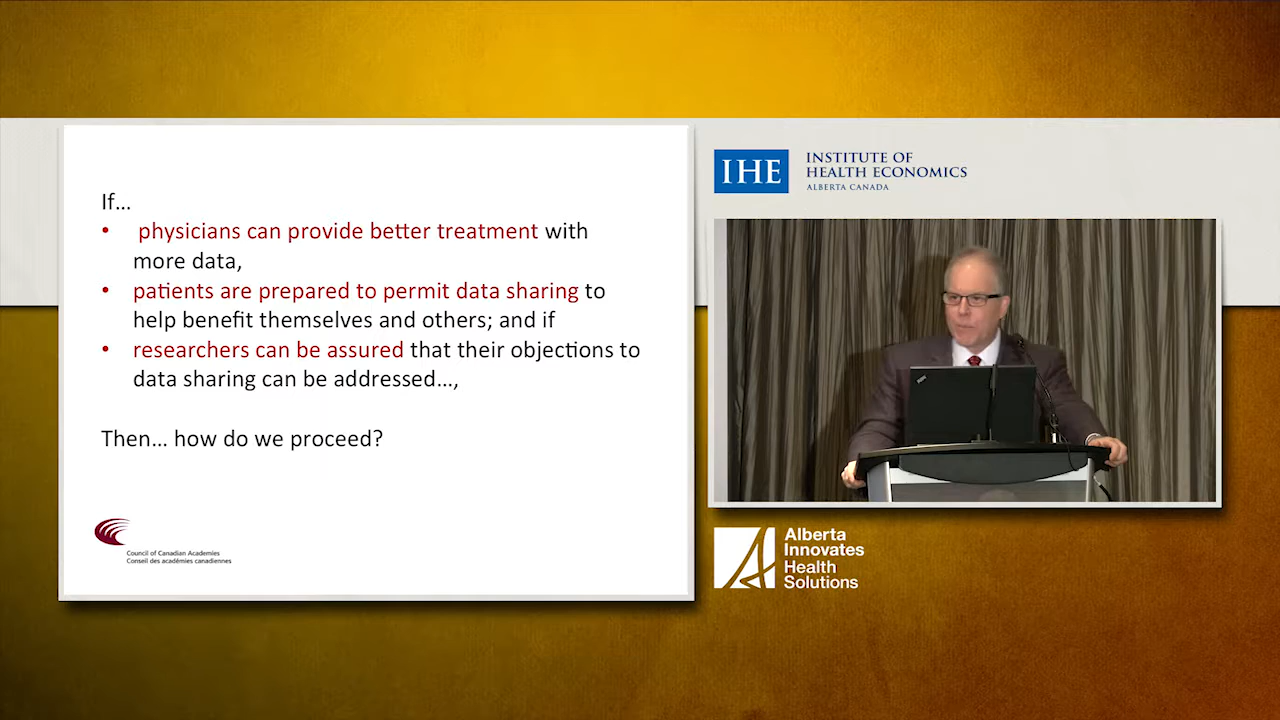 If...
• physicians can provide better treatment with
more data,
• patients are prepared to permit data sharing to
help benefit themselves and others; and if
• researchers can be assured that their objections to
data sharing can be addressed...,
Then... how do we proceed?
Council of Canadian Academies
Conseil des académies canadiennes
IHE
INSTITUTE OF
HEALTH ECONOMICS
ALBERTA CANADA
Alberta
Innovates
Health
Solutions